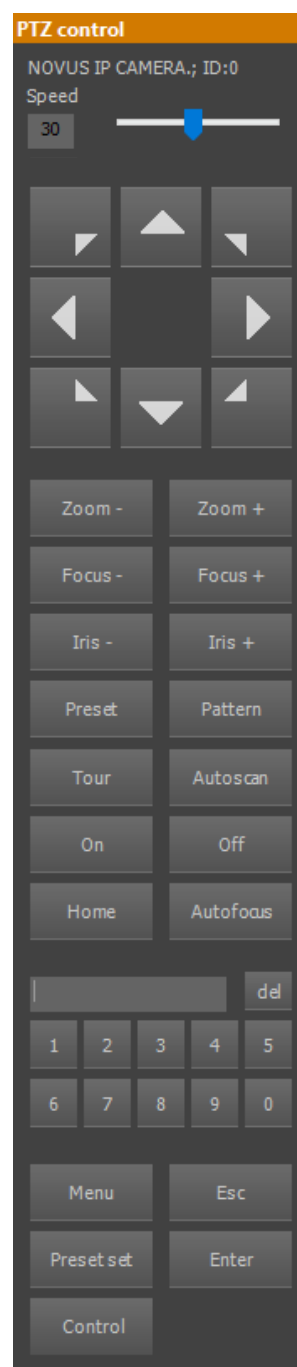 PTZ control
NOVUS IP CAMERA.; ID:0
Speed
30
Zoom - Zoom +
Focus - Focus +
Iris - Iris +
Preset Pattern
Tour Autoscan
On Off
Home Autofocus
del
1 2 3 4 5
6 7 8 9 0
Menu Esc
Preset set Enter
Control